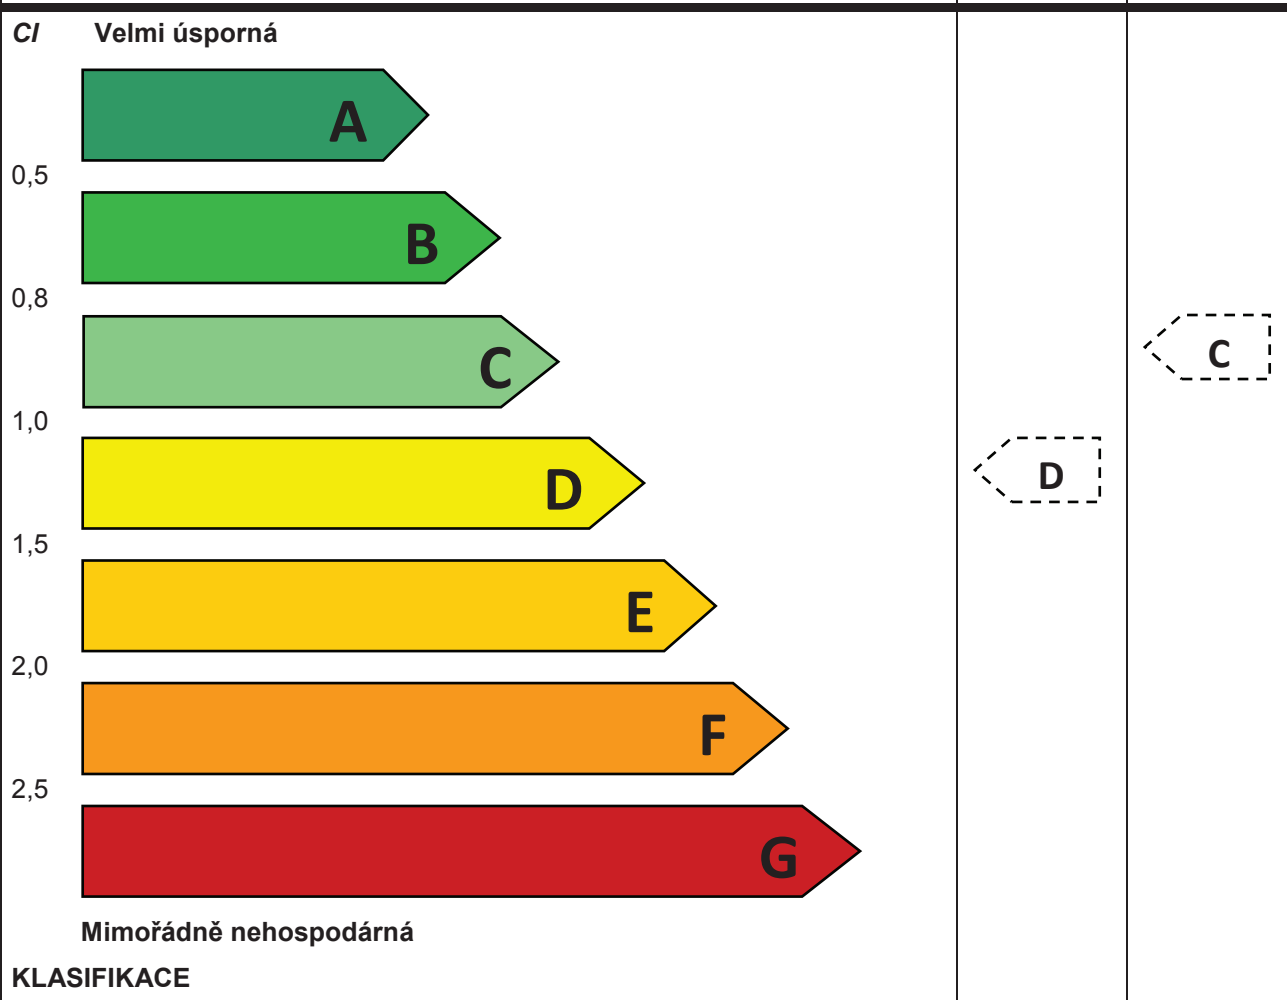 CI Velmi úsporná
A
0,5
B
0,8
C C
1,0
D D
1,5
E
2,0
F
2,5
G
Mimořádně nehospodárná
KLASIFIKACE